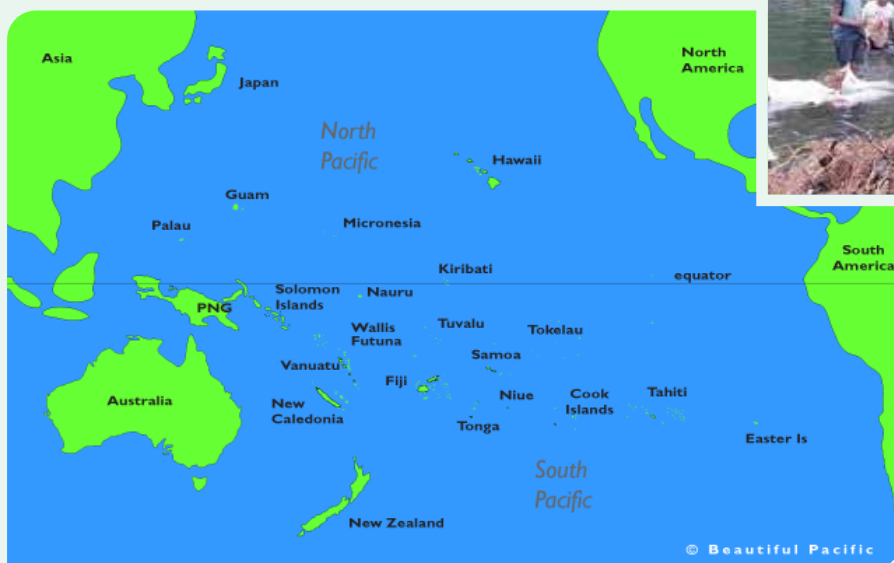 Asia
Japan
North
America
North
Pacific
Hawaii
Guam
Palau
Micronesia
South
America
Kiribati
equator
Solomon
Islands
Nauru
PNG
Wallis
Futuna
Tuvalu
Tokelau
Vanuatu
Samoa
Fiji
Australia
New
Caledonia
Niue
Cook
Islands
Tahiti
Tonga
Easter Is
South
Pacific
New Zealand
© Beautiful Pacific